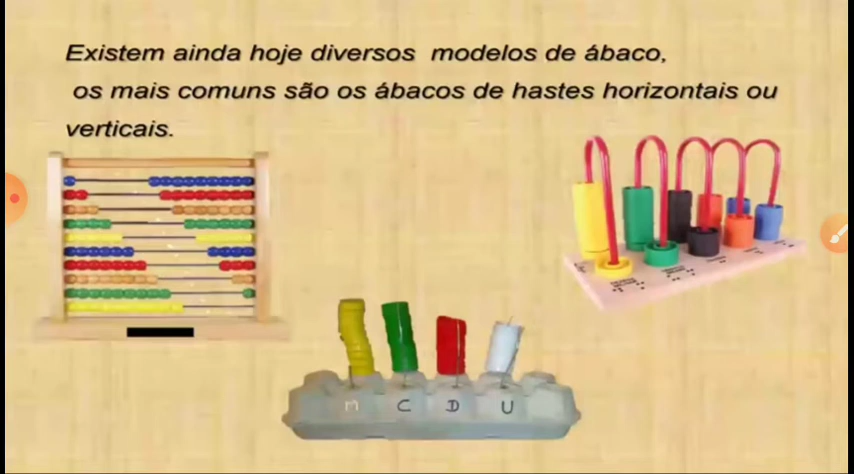 Existem ainda hoje diversos modelos de ábaco,
os mais comuns são os ábacos de hastes horizontais ou
verticais.
M C D U